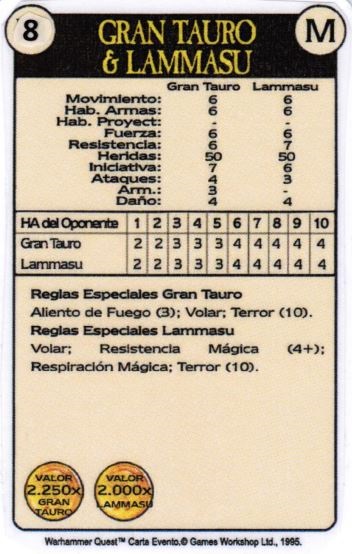 8
M
GRAN TAURO
& LAMMASU
Gran Tauro Lammasu
Movimiento: 6 6
Hab. Armas: 6 6
Hab. Proyect: - -
Fuerza: 6 6
Resistencia: 6 7
Heridas: 50 50
Iniciativa: 7 6
Ataques: 4 3
Arm.: 3 -
Daño: 4 4
HA del Oponente 1 2 3 4 5 6 7 8 9 10
Gran Tauro 2 2 3 3 3 4 4 4 4 4
Lammasu 2 2 3 3 3 4 4 4 4 4
Reglas Especiales Gran Tauro
Aliento de Fuego (3); Volar; Terror (10).
Reglas Especiales Lammasu
Volar; Resistencia Mágica (4+);
Respiración Mágica; Terror (10).
VALOR
2.250x
GRAN
TAURO
VALOR
2.000x
LAMMASU
Warhammer Quest™ Carta Evento.© Games Workshop Ltd., 1995.